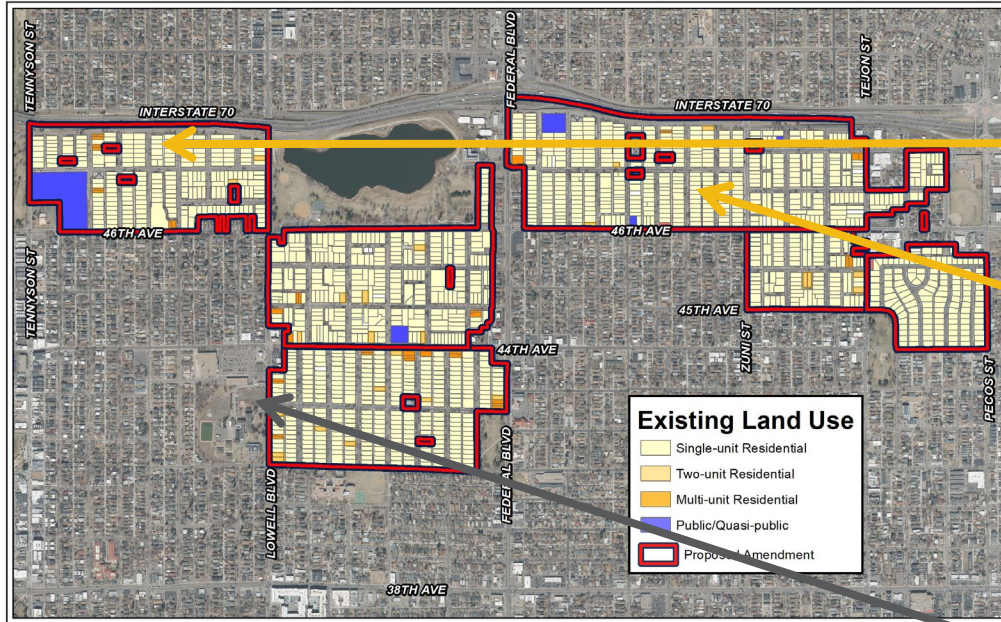 TENNYSON ST
FEDERAL BLVD
TEJON ST
INTERSTATE 70
INTERSTATE 70
46TH AVE
46TH AVE
TENNYSON ST
45TH AVE
44TH AVE
ZUNI ST
PECOS ST
LOWELL BLVD
FEDERAL BLVD
38TH AVE
Existing Land Use
Single-unit Residential
Two-unit Residential
Multi-unit Residential
Public/Quasi-public
Proposed Amendment